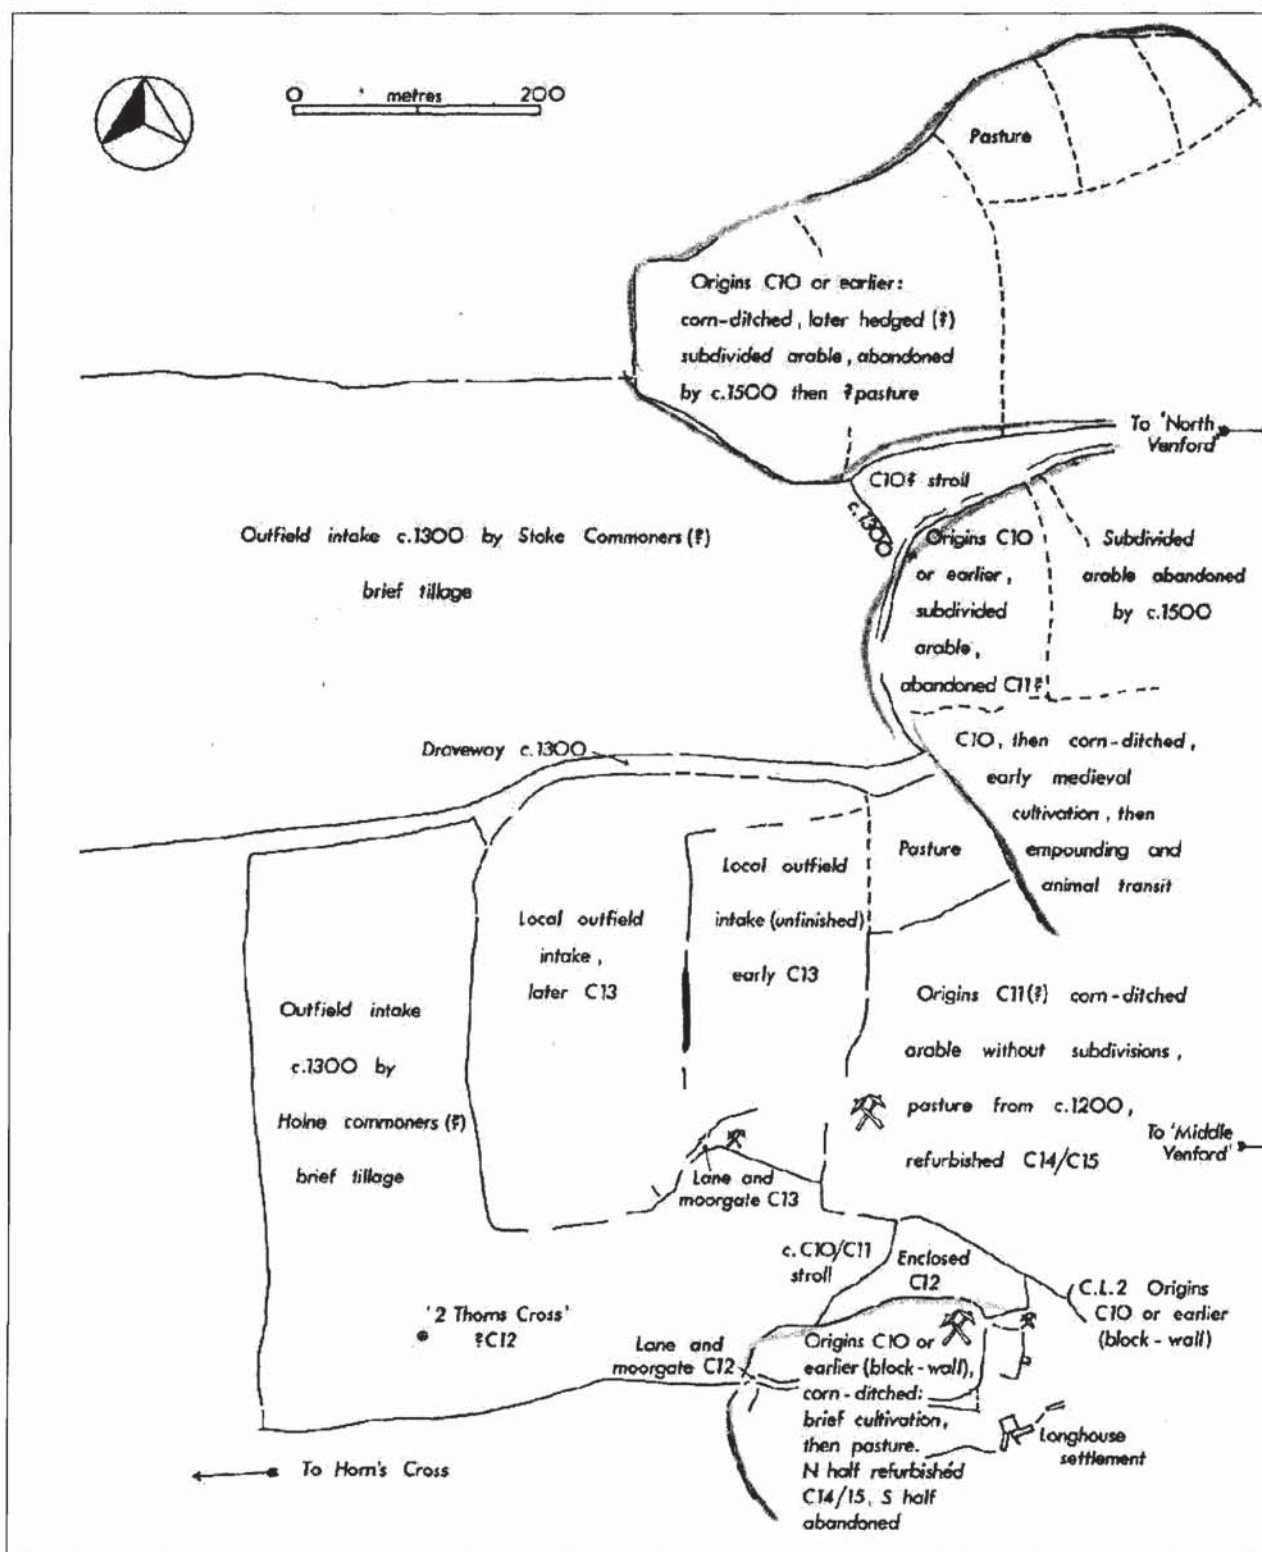 0 metres 200
Pasture
Origins C10 or earlier:
corn-ditched, later hedged (?)
subdivided arable, abandoned
by c.1500 then ?pasture
To 'North
Venford'
C10? stroll
c.1300
Outfield intake c.1300 by Stoke Commoners (?)
brief tillage
Origins C10
or earlier,
subdivided
arable,
abandoned C11?
Subdivided
arable abandoned
by c.1500
Draveway c.1300
C10, then corn-ditched,
early medieval
cultivation, then
empounding and
animal transit
Pasture
Local outfield
intake (unfinished)
early C13
Local outfield
intake,
later C13
Outfield intake
c.1300 by
Holne commoners (?)
brief tillage
Origins C11(?) corn-ditched
arable without subdivisions,
pasture from c.1200,
refurbished C14/C15
To 'Middle
Venford'
Lane and
moorgate C13
c. C10/C11
stroll
Enclosed
C12
C.L.2 Origins
C10 or earlier
(block-wall)
'2 Thorns Cross'
?C12
Lane and
moorgate C12
Origins C10 or
earlier (block-wall),
corn-ditched:
brief cultivation,
then pasture.
N half refurbished
C14/15, S half
abandoned
Longhouse
settlement
To Horn's Cross